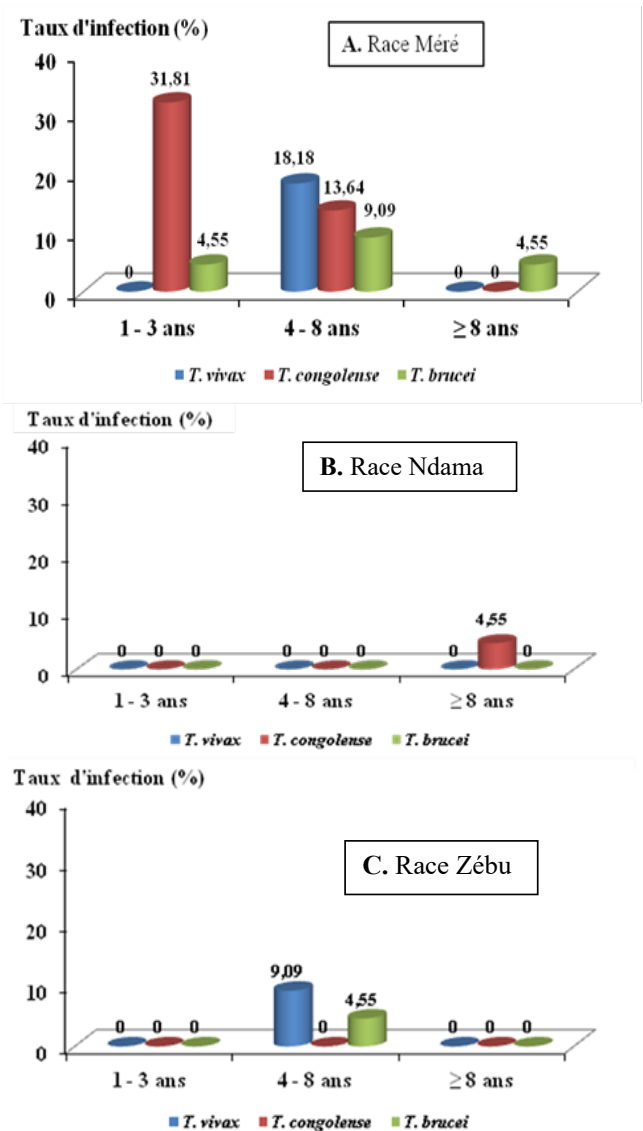 Taux d'infection (%)
A. Race Méré
40
31,81
30
18,18
20
13,64
9,09
10
4,55
4,55
0
0 0
0
1 - 3 ans 4 - 8 ans ≥ 8 ans
T. vivax T. congolense T. brucei
Taux d'infection (%)
40
B. Race Ndama
30
20
10
4,55
0 0 0 0 0 0 0 0
0
1 - 3 ans 4 - 8 ans ≥ 8 ans
T. vivax T. congolense T. brucei
Taux d'infection (%)
40
C. Race Zébu
30
20
9,09
10
4,55
0 0 0 0 0 0 0
0
1 - 3 ans 4 - 8 ans ≥ 8 ans
T. vivax T. congolense T. brucei